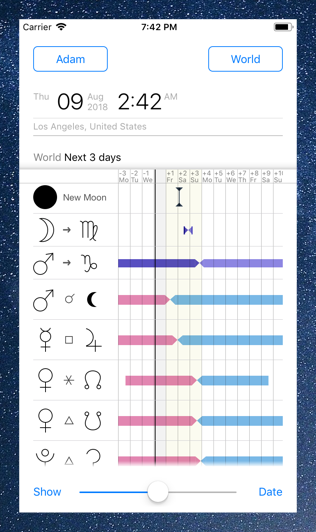 Carrier 7:42 PM
Adam World
Thu 09 Aug 2018 2:42 AM
Los Angeles, United States
World Next 3 days
-3 -2 -1 +1 +2 +3 +4 +5 +6 +7 +8 +9
Mo Tu We Fr Sa Su Mo Tu We Th Fr Sa Su
New Moon
Show Date